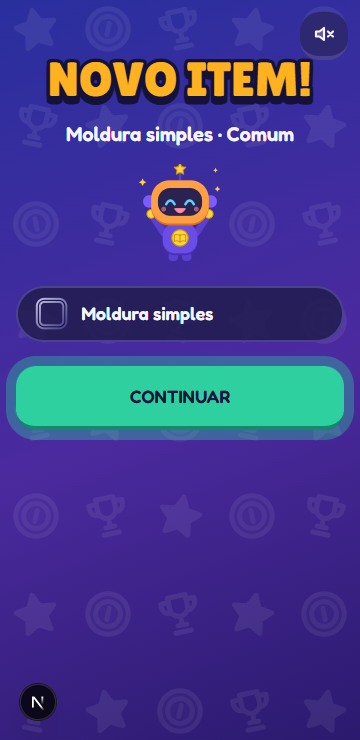 NOVO ITEM!
Moldura simples · Comum
Moldura simples
CONTINUAR
N